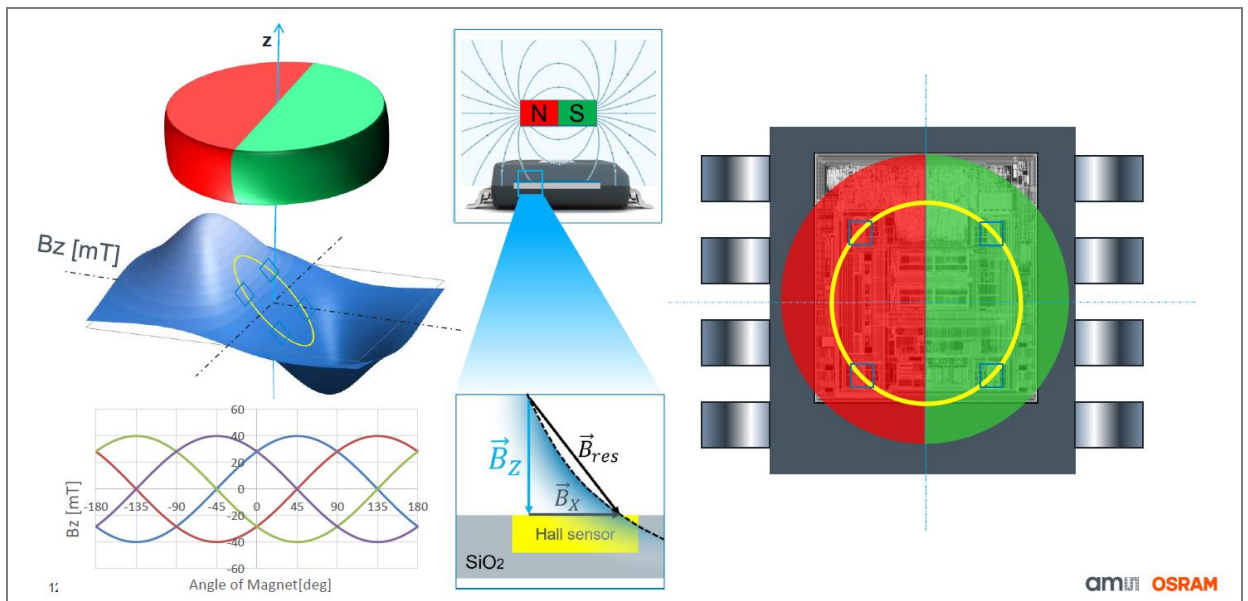 z
Bz [mT]
N S
60
40
20
0
-20
-40
-60
-180 -135 -90 -45 0 45 90 135 180
Bz [mT]
Angle of Magnet[deg]
B⃗Z
B⃗res
B⃗X
Hall sensor
SiO2
am OSRAM